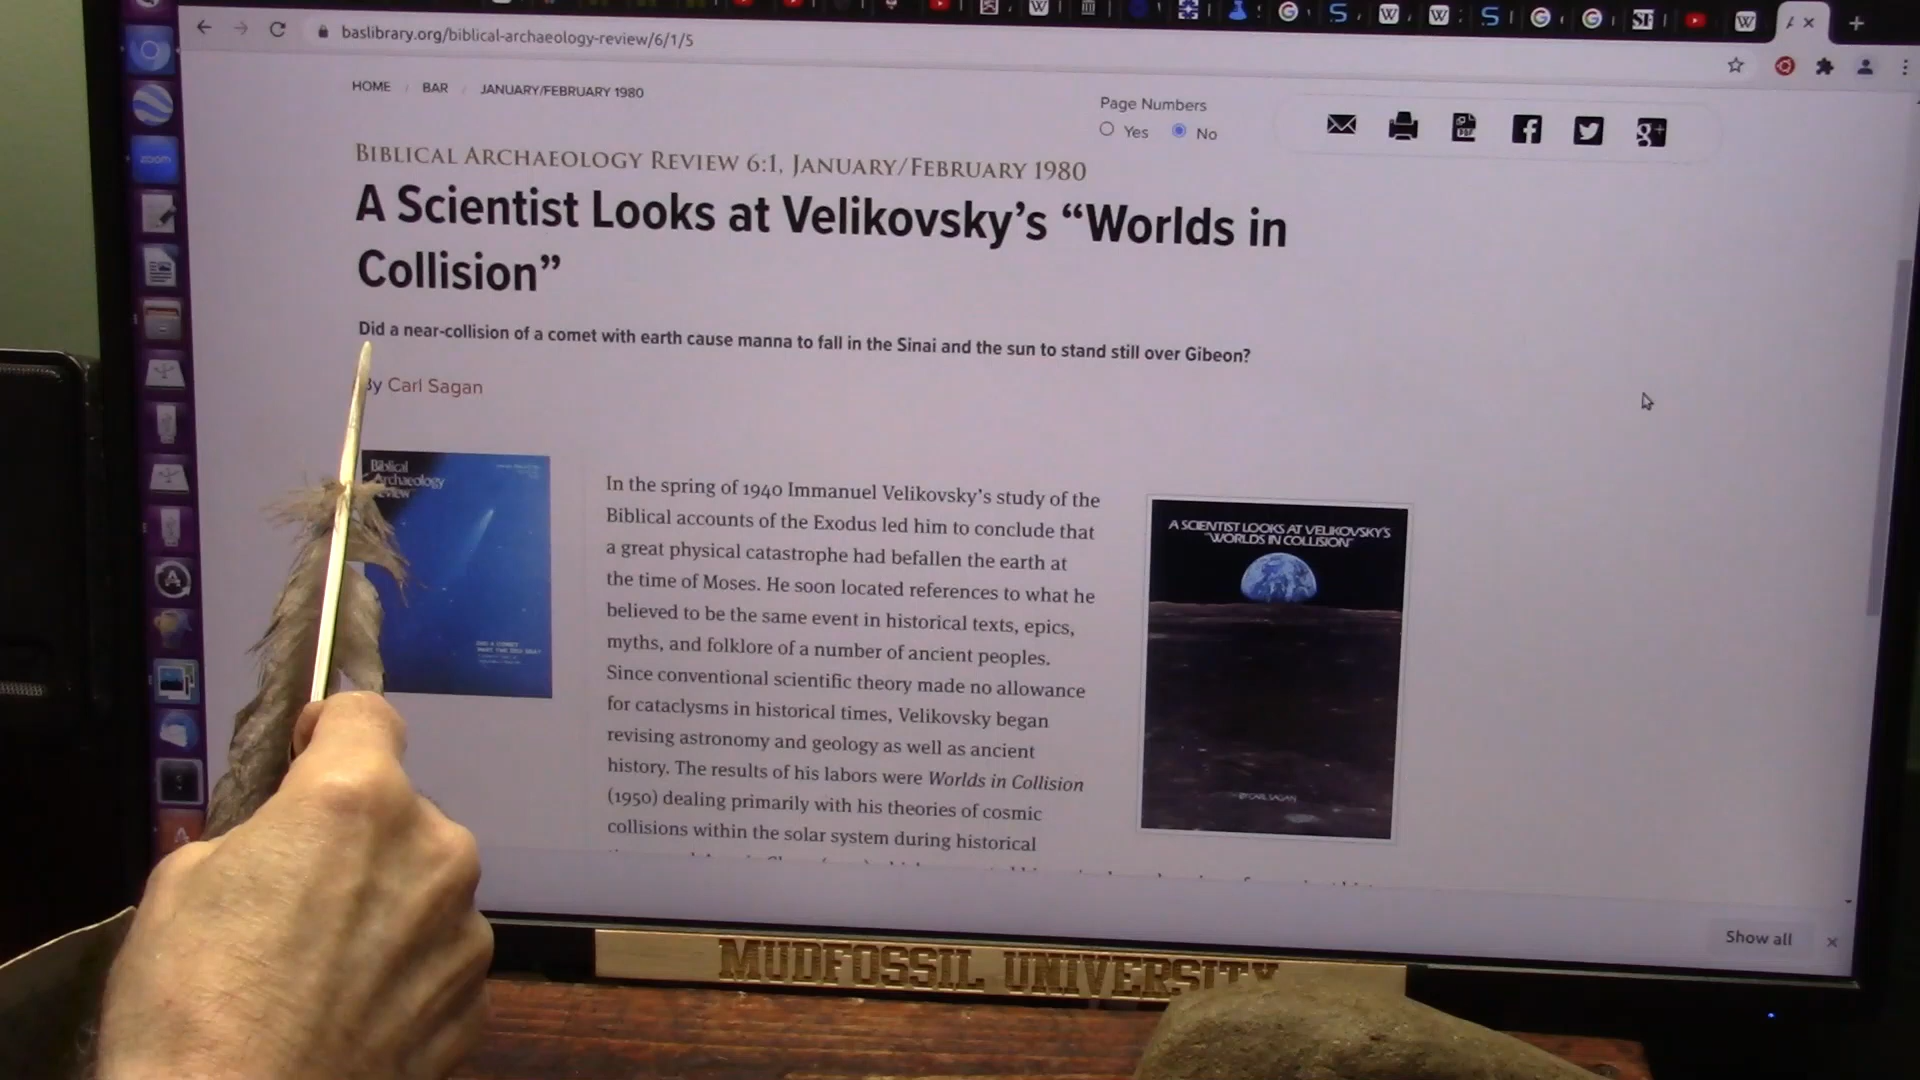 baslibrary.org/biblical-archaeology-review/6/1/5
HOME / BAR / JANUARY/FEBRUARY 1980
Page Numbers
Yes No
BIBLICAL ARCHAEOLOGY REVIEW 6:1, JANUARY/FEBRUARY 1980
A Scientist Looks at Velikovsky’s “Worlds in
Collision”
Did a near-collision of a comet with earth cause manna to fall in the Sinai and the sun to stand still over Gibeon?
By Carl Sagan
zoom
Biblical
Archaeology
Review
In the spring of 1940 Immanuel Velikovsky’s study of the
Biblical accounts of the Exodus led him to conclude that
a great physical catastrophe had befallen the earth at
the time of Moses. He soon located references to what he
believed to be the same event in historical texts, epics,
myths, and folklore of a number of ancient peoples.
Since conventional scientific theory made no allowance
for cataclysms in historical times, Velikovsky began
revising astronomy and geology as well as ancient
history. The results of his labors were Worlds in Collision
(1950) dealing primarily with his theories of cosmic
collisions within the solar system during historical
A SCIENTIST LOOKS AT VELIKOVSKY'S
"WORLDS IN COLLISION"
BY CARL SAGAN
Show all
MUDFOSSIL UNIVERSITY